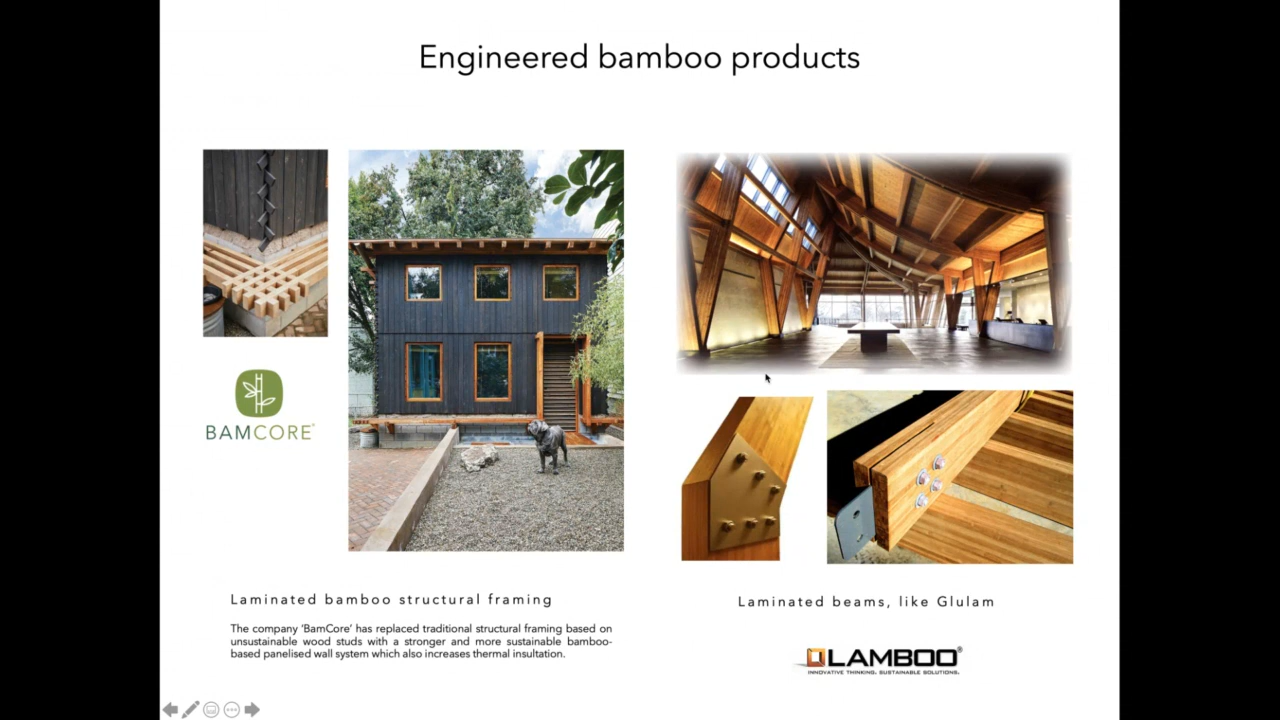 Engineered bamboo products
BAMCORE®
Laminated bamboo structural framing
The company ‘BamCore’ has replaced traditional structural framing based on
unsustainable wood studs with a stronger and more sustainable bamboo-
based panelised wall system which also increases thermal insultation.
Laminated beams, like Glulam
LAMBOO®
INNOVATIVE THINKING. SUSTAINABLE SOLUTIONS.